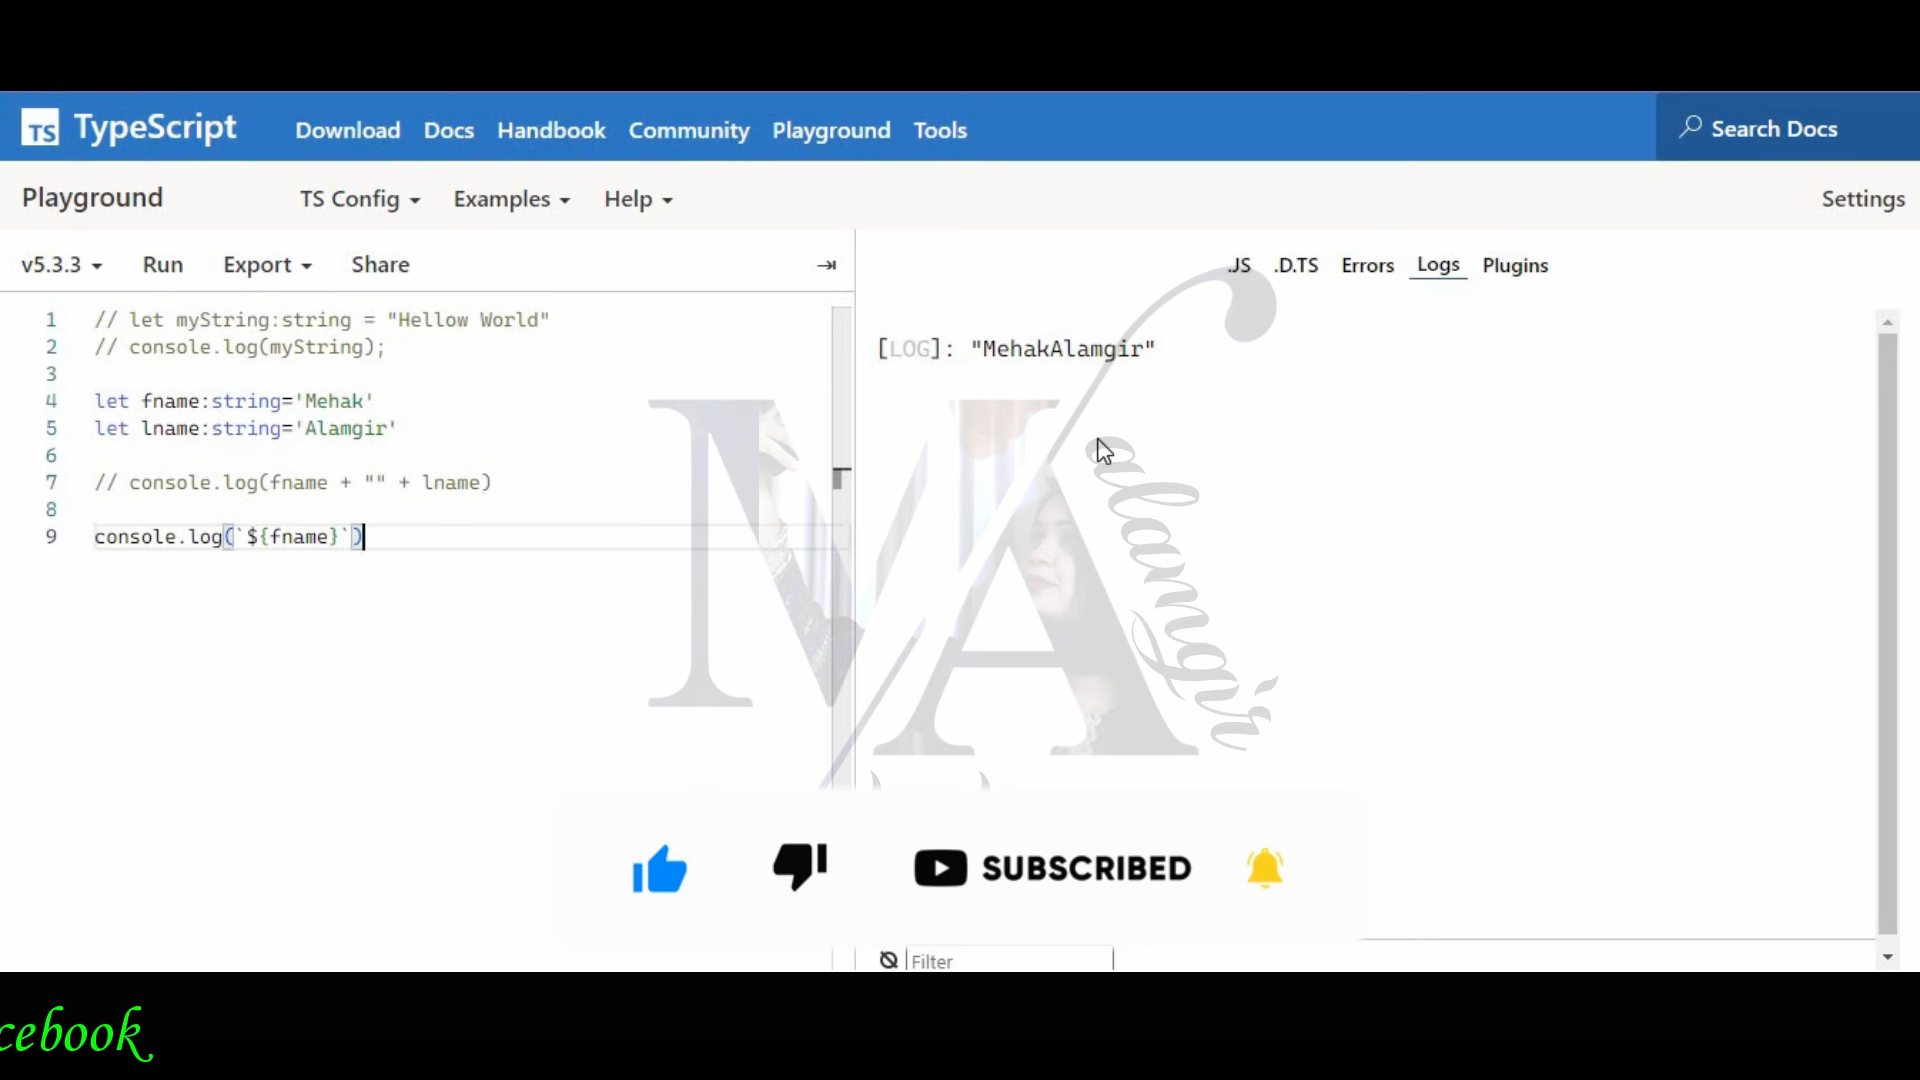 TS TypeScript Download Docs Handbook Community Playground Tools Search Docs
Playground TS Config Examples Help Settings
v5.3.3 Run Export Share .JS .D.TS Errors Logs Plugins
1 // let myString:string = "Hellow World"
2 // console.log(myString);
3
4 let fname:string='Mehak'
5 let lname:string='Alamgir'
6
7 // console.log(fname + "" + lname)
8
9 console.log(`${fname}`)
[LOG]: "MehakAlamgir"
MA
alamgir
SUBSCRIBED
Filter
cebook